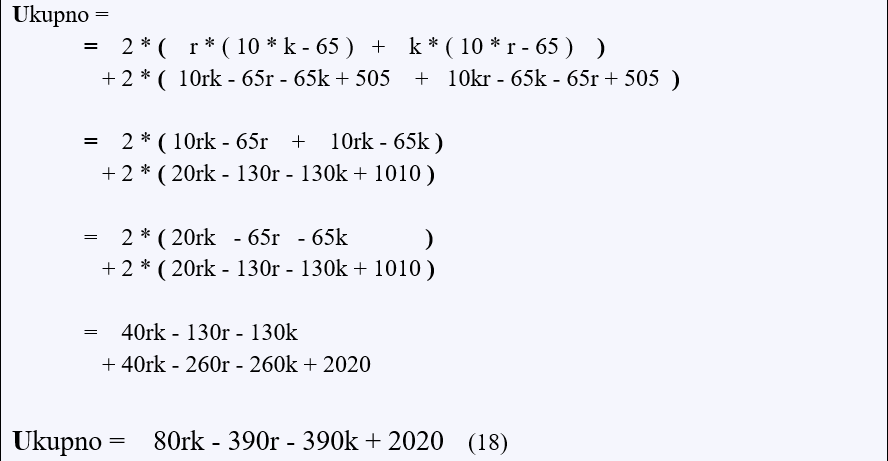 Ukupno =
= 2 * ( r * ( 10 * k - 65 ) + k * ( 10 * r - 65 ) )
+ 2 * ( 10rk - 65r - 65k + 505 + 10kr - 65k - 65r + 505 )
= 2 * ( 10rk - 65r + 10rk - 65k )
+ 2 * ( 20rk - 130r - 130k + 1010 )
= 2 * ( 20rk - 65r - 65k )
+ 2 * ( 20rk - 130r - 130k + 1010 )
= 40rk - 130r - 130k
+ 40rk - 260r - 260k + 2020
Ukupno = 80rk - 390r - 390k + 2020 (18)